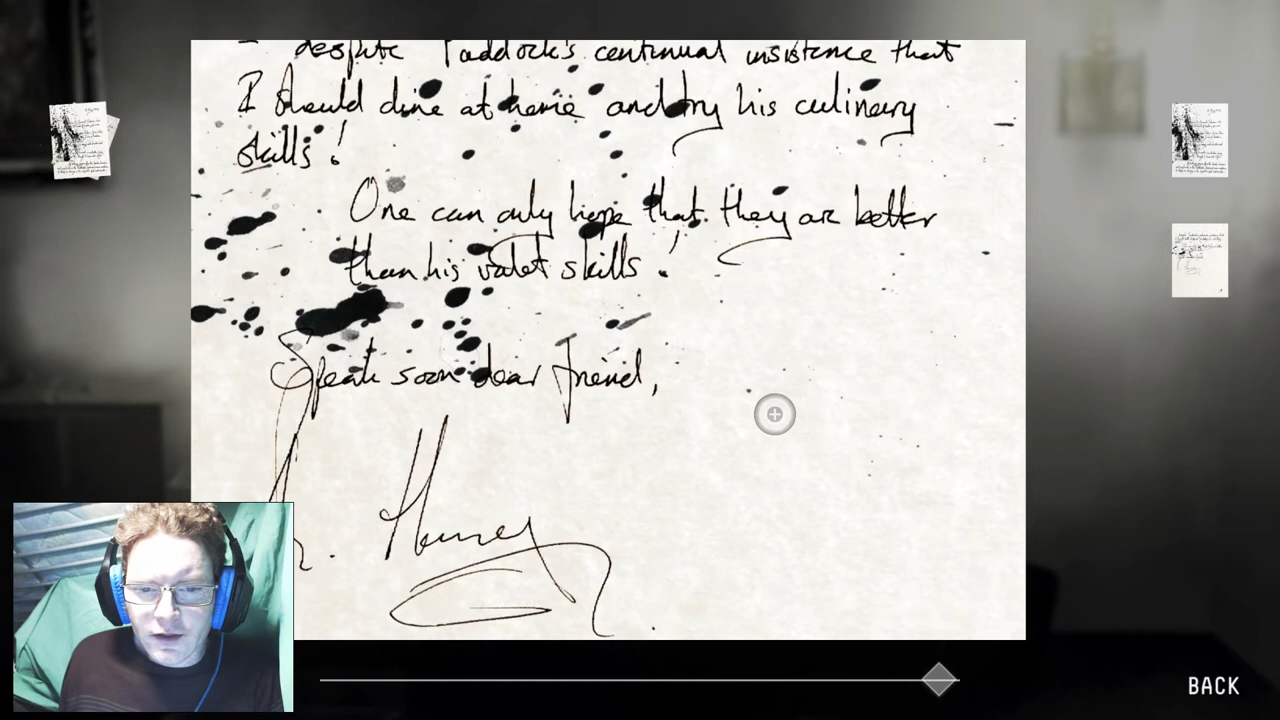 - despite Paddock's continual insistence that
I should dine at home and try his culinary
skills!
One can only hope that they are better
than his valet skills!
Speak soon dear friend,
BACK